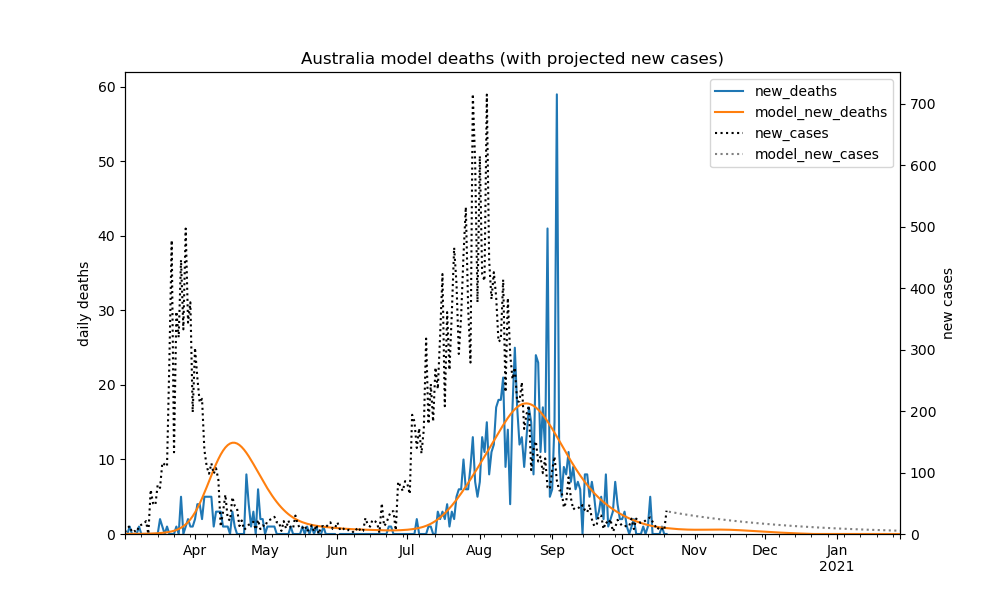 Australia model deaths (with projected new cases)
new_deaths
model_new_deaths
new_cases
model_new_cases
daily deaths
60
50
40
30
20
10
0
700
600
500
400
300
200
100
0
new cases
Apr May Jun Jul Aug Sep Oct Nov Dec Jan
2021